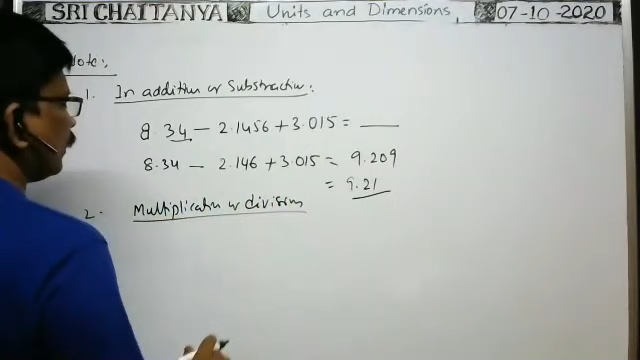 SRI CHAITANYA Units and Dimensions, 07-10-2020
Note:
1. In addition or Substraction:
8.34 - 2.1456 + 3.015 = ____
8.34 - 2.146 + 3.015 = 9.209
= 9.21
2. Multiplication or division